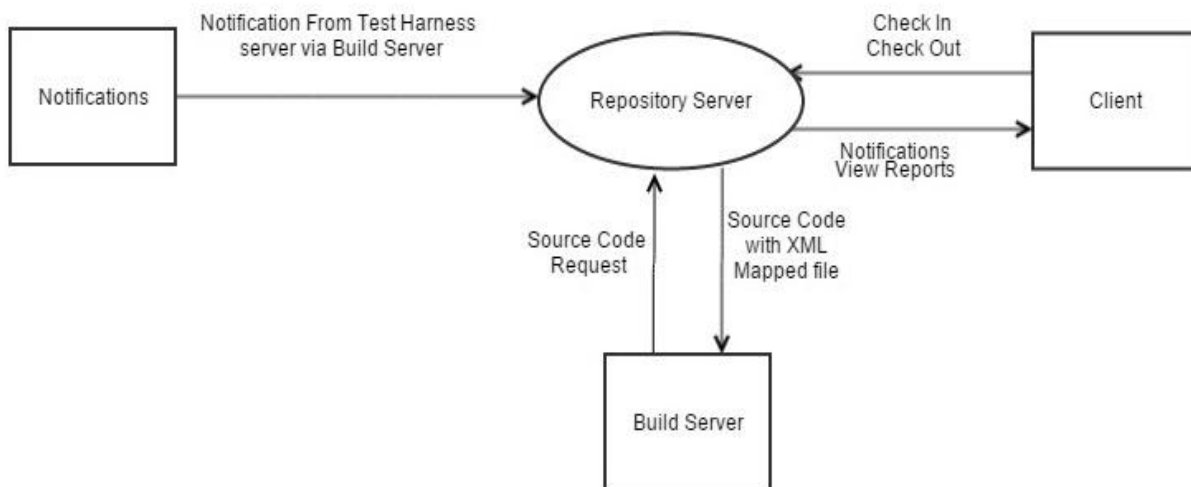 Notification From Test Harness
server via Build Server
Check In
Check Out
Notifications
Repository Server
Client
Notifications
View Reports
Source Code
Request
Source Code
with XML
Mapped file
Build Server